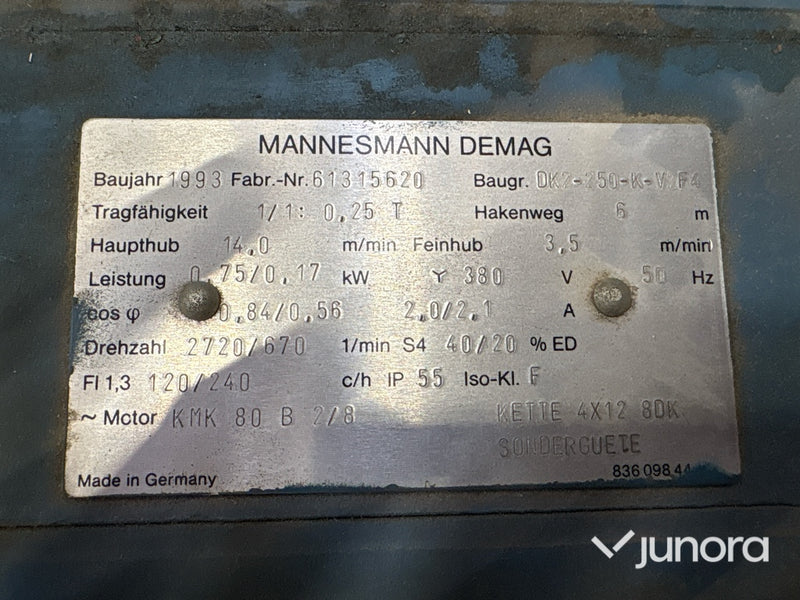 MANNESMANN DEMAG
Baujahr 1993 Fabr.-Nr. 61315620 Baugr. DK2-250-K-V2F4
Tragfähigkeit 1/1: 0,25 T Hakenweg 6 m
Haupthub 14,0 m/min Feinhub 3,5 m/min
Leistung 0,75/0,17 kW Y 380 V 50 Hz
cos φ 0,84/0,56 2,0/2,1 A
Drehzahl 2720/670 1/min S4 40/20 % ED
FI 1,3 120/240 c/h IP 55 Iso-Kl. F
~ Motor KMK 80 B 2/8 KETTE 4X12 8DK
SONDERGUETE
Made in Germany 836 098 44
junora